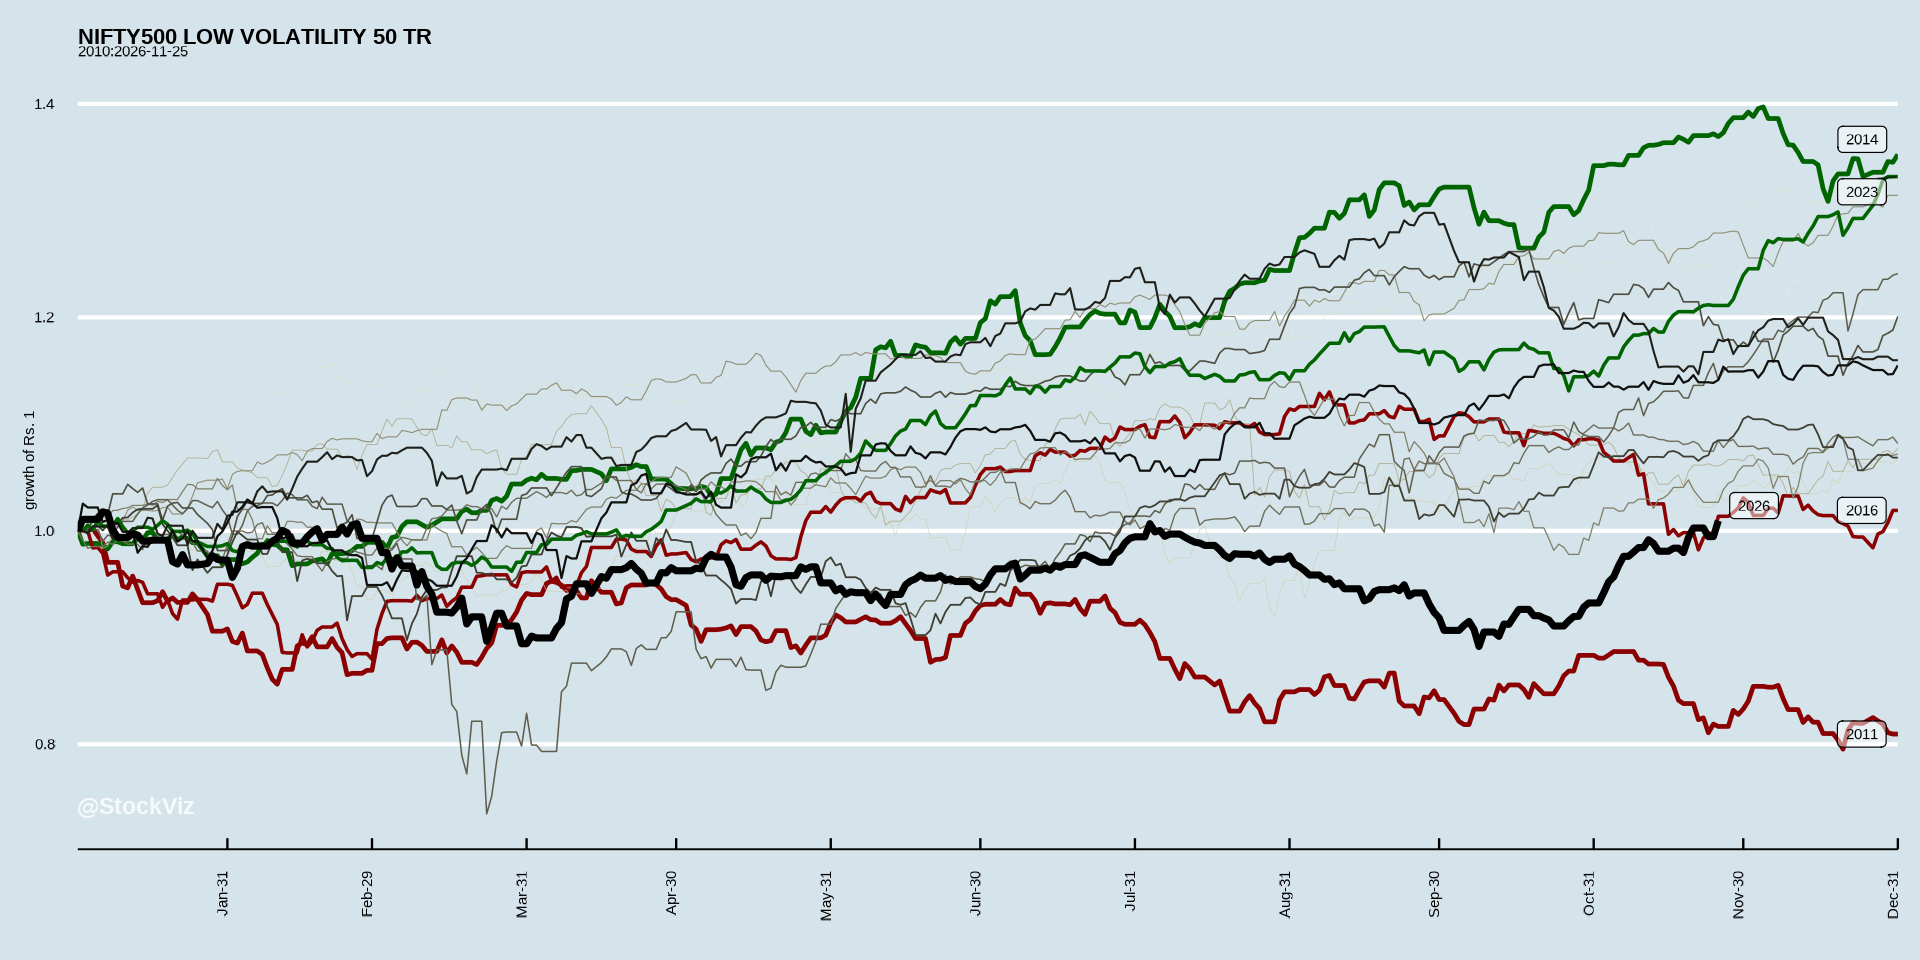 NIFTY500 LOW VOLATILITY 50 TR
2010:2026-11-25
growth of Rs. 1
1.4
1.2
1.0
0.8
2014
2023
2026
2016
2011
@StockViz
Jan-31
Feb-29
Mar-31
Apr-30
May-31
Jun-30
Jul-31
Aug-31
Sep-30
Oct-31
Nov-30
Dec-31